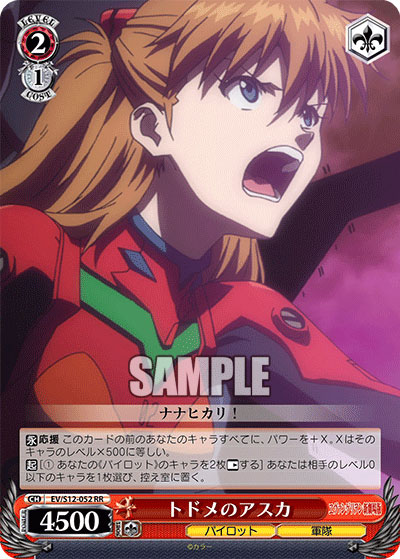 LEVEL
2
1
COST
SAMPLE
ナナヒカリ！
永 応援 このカードの前のあなたのキャラすべてに、パワーを＋Ｘ。Ｘはそ
のキャラのレベル×500に等しい。
起［① あなたの《パイロット》のキャラを2枚する］あなたは相手のレベル0
以下のキャラを1枚選び、控え室に置く。
CH EV/S12-052 RR
トドメのアスカ
POWER
4500
パイロット
軍隊
©カラー